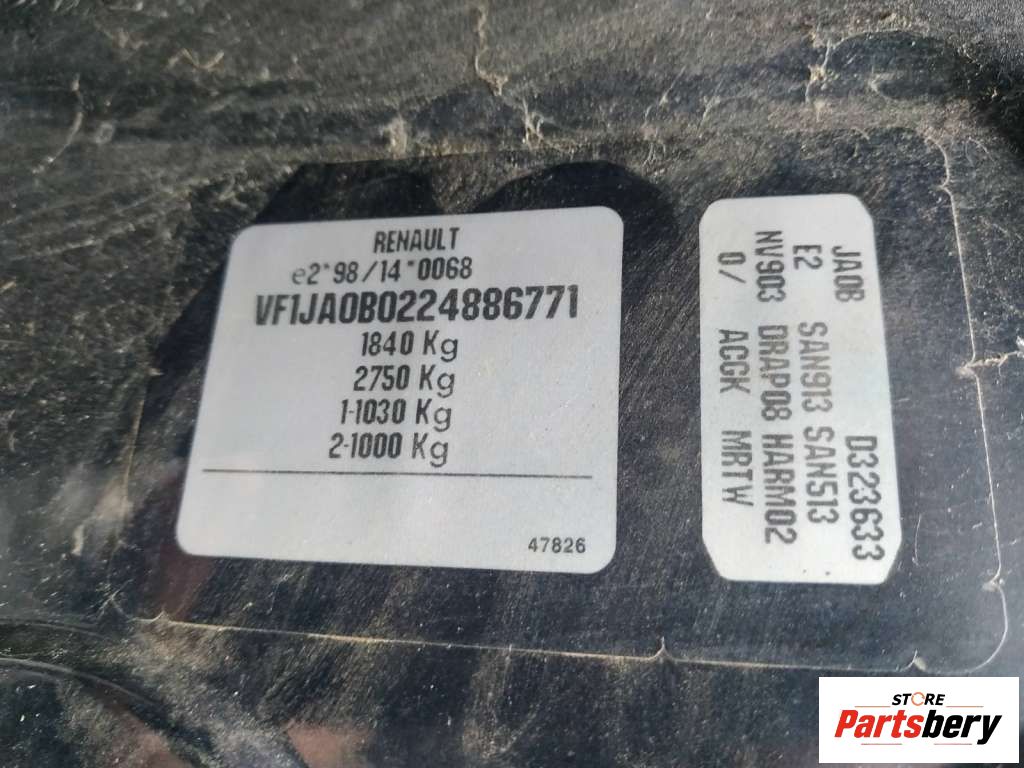 RENAULT
e2*98/14*0068
VF1JA0B0224886771
1840 Kg
2750 Kg
1-1030 Kg
2-1000 Kg
47826
JA0B D323633
E2 SAN913 SAN513
NV903 DRAP08 HARM02
0/ ACGK MRTW
STORE
Partsbery